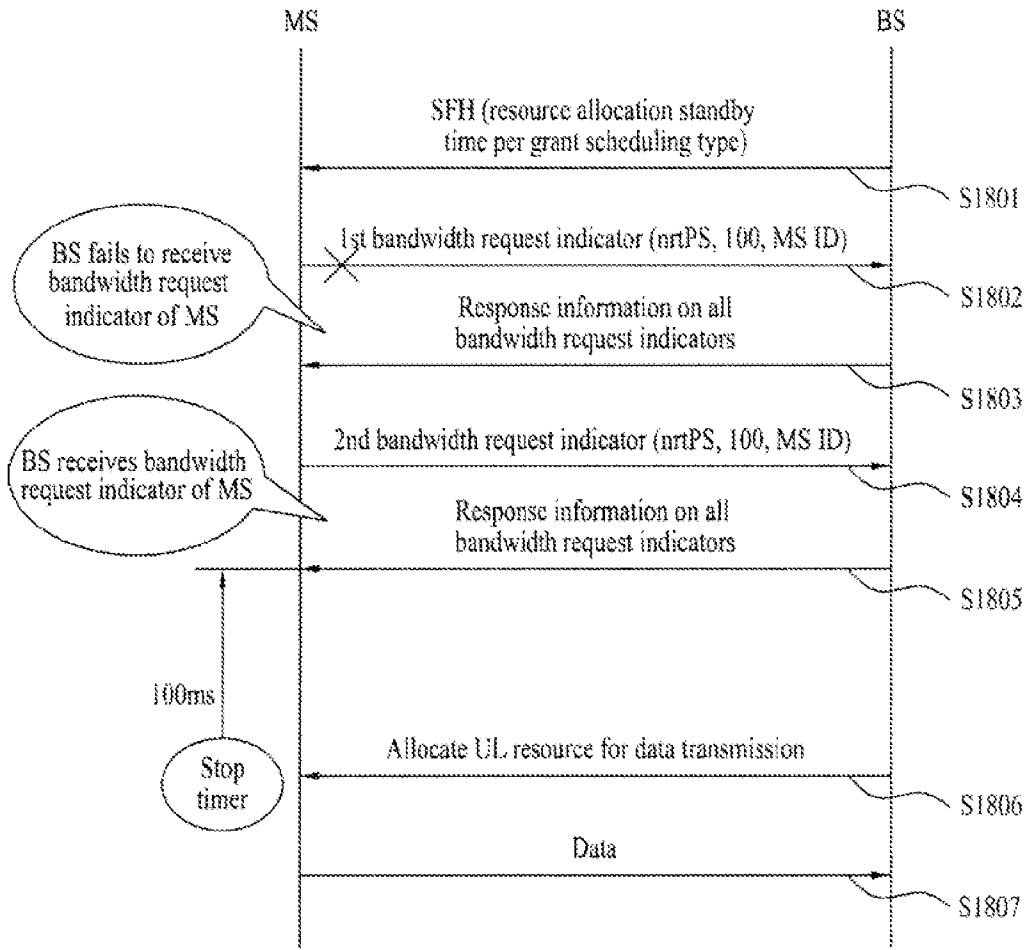 MS
BS
SFH (resource allocation standby
time per grant scheduling type)
S1801
BS fails to receive
bandwidth request
indicator of MS
1st bandwidth request indicator (nrtPS, 100, MS ID)
S1802
Response information on all
bandwidth request indicators
S1803
BS receives bandwidth
request indicator of MS
2nd bandwidth request indicator (nrtPS, 100, MS ID)
S1804
Response information on all
bandwidth request indicators
S1805
100ms
Stop
timer
Allocate UL resource for data transmission
S1806
Data
S1807